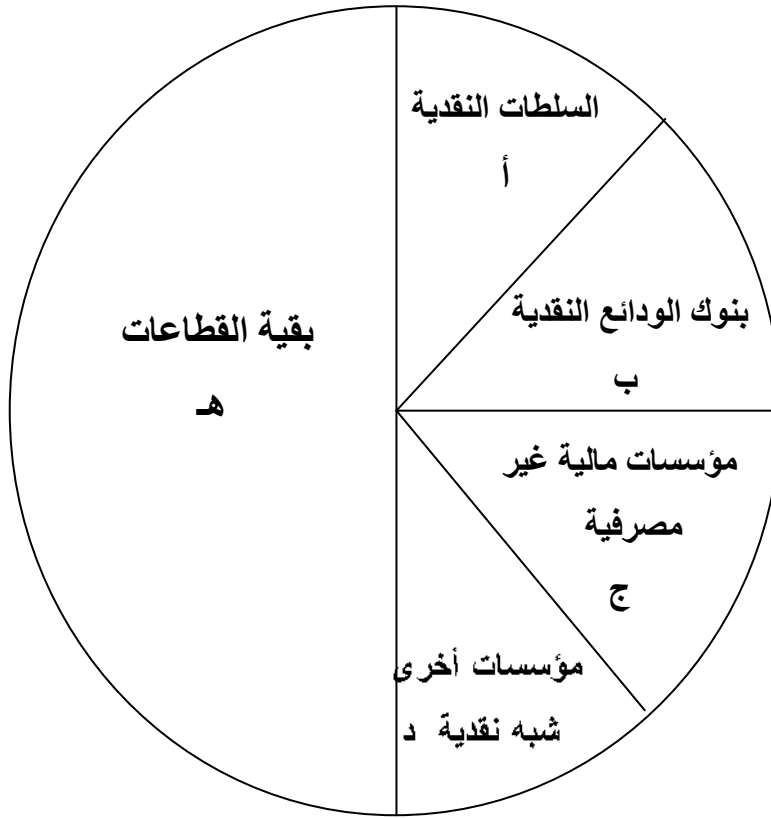 السلطات النقدية
أ
بنوك الودائع النقدية
ب
مؤسسات مالية غير
مصرفية
ج
مؤسسات أخرى
شبه نقدية د
بقية القطاعات
هـ